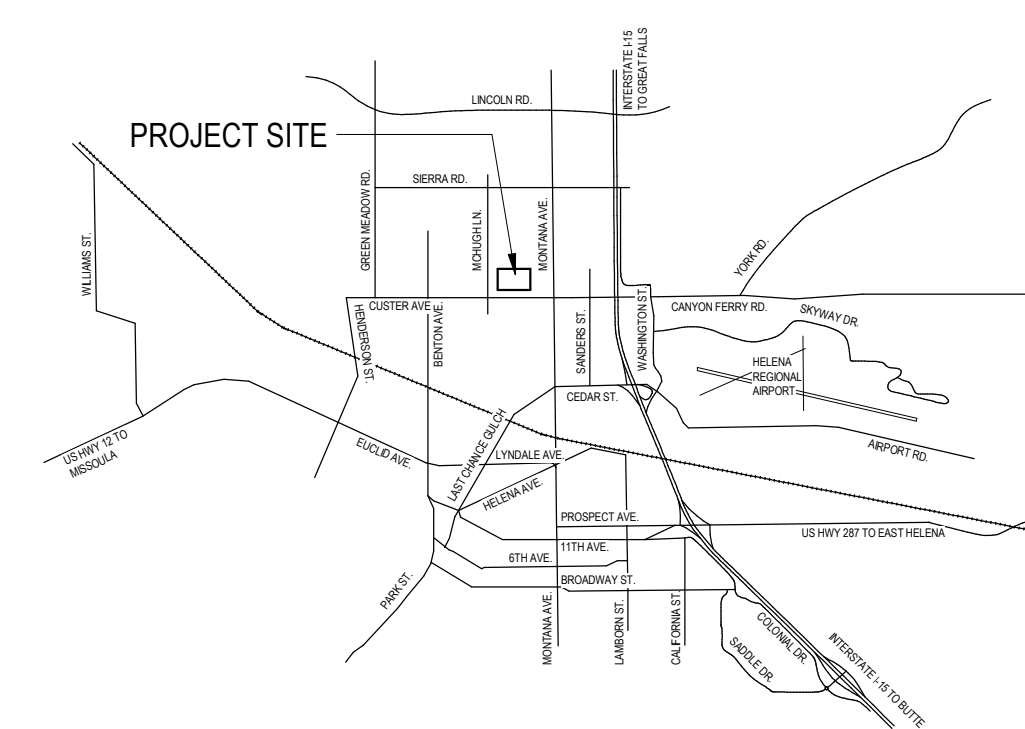 INTERSTATE I-15
TO GREAT FALLS
LINCOLN RD.
PROJECT SITE
SIERRA RD.
GREEN MEADOW RD.
MCHUGH LN.
MONTANA AVE.
WILLIAMS ST.
YORK RD.
CUSTER AVE.
CANYON FERRY RD.
HENDERSON ST.
BENTON AVE.
SANDERS ST.
WASHINGTON ST.
SKYWAY DR.
HELENA
REGIONAL
AIRPORT
CEDAR ST.
LAST CHANCE GULCH
AIRPORT RD.
US HWY 12 TO
MISSOULA
EUCLID AVE.
LYNDALE AVE.
HELENA AVE.
PROSPECT AVE.
US HWY 287 TO EAST HELENA
11TH AVE.
6TH AVE.
BROADWAY ST.
PARK ST.
MONTANA AVE.
LAMBORN ST.
CALIFORNIA ST.
COLONIAL DR.
SADDLE DR.
INTERSTATE I-15 TO BUTTE